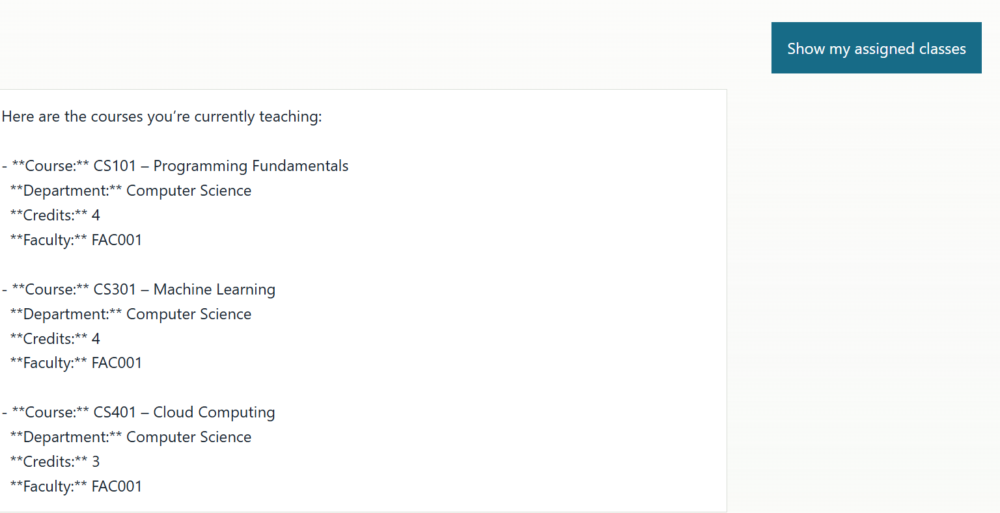 Show my assigned classes
Here are the courses you’re currently teaching:
- **Course:** CS101 – Programming Fundamentals
**Department:** Computer Science
**Credits:** 4
**Faculty:** FAC001
- **Course:** CS301 – Machine Learning
**Department:** Computer Science
**Credits:** 4
**Faculty:** FAC001
- **Course:** CS401 – Cloud Computing
**Department:** Computer Science
**Credits:** 3
**Faculty:** FAC001